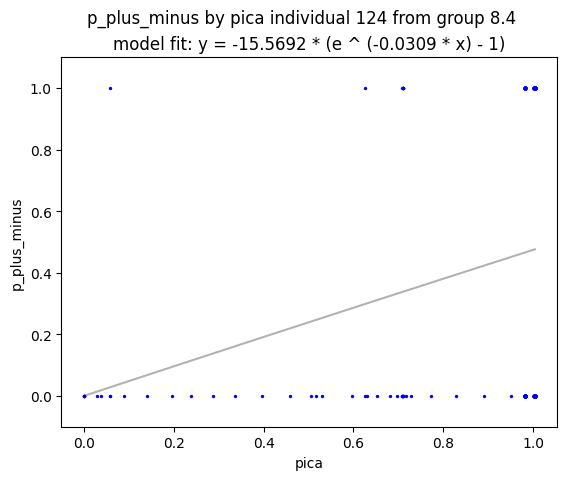 p_plus_minus by pica individual 124 from group 8.4
model fit: y = -15.5692 * (e ^ (-0.0309 * x) - 1)
1.0
0.8
0.6
0.4
0.2
0.0
p_plus_minus
0.0 0.2 0.4 0.6 0.8 1.0
pica